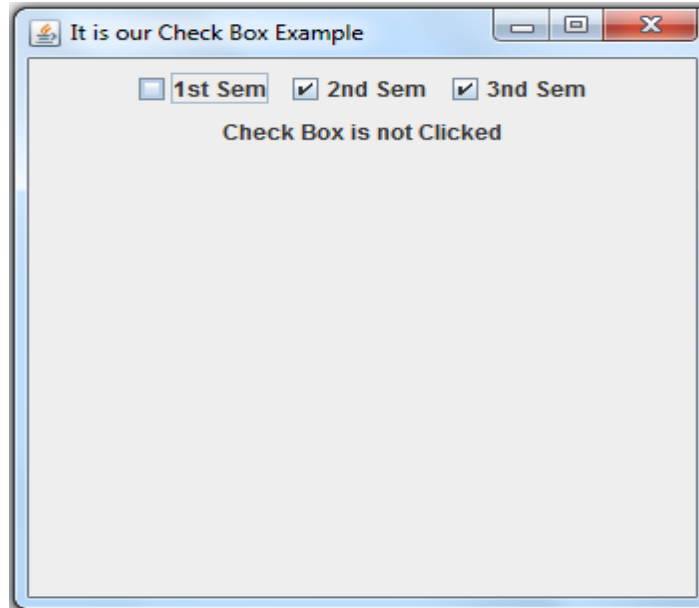 It is our Check Box Example
1st Sem 2nd Sem 3nd Sem
Check Box is not Clicked